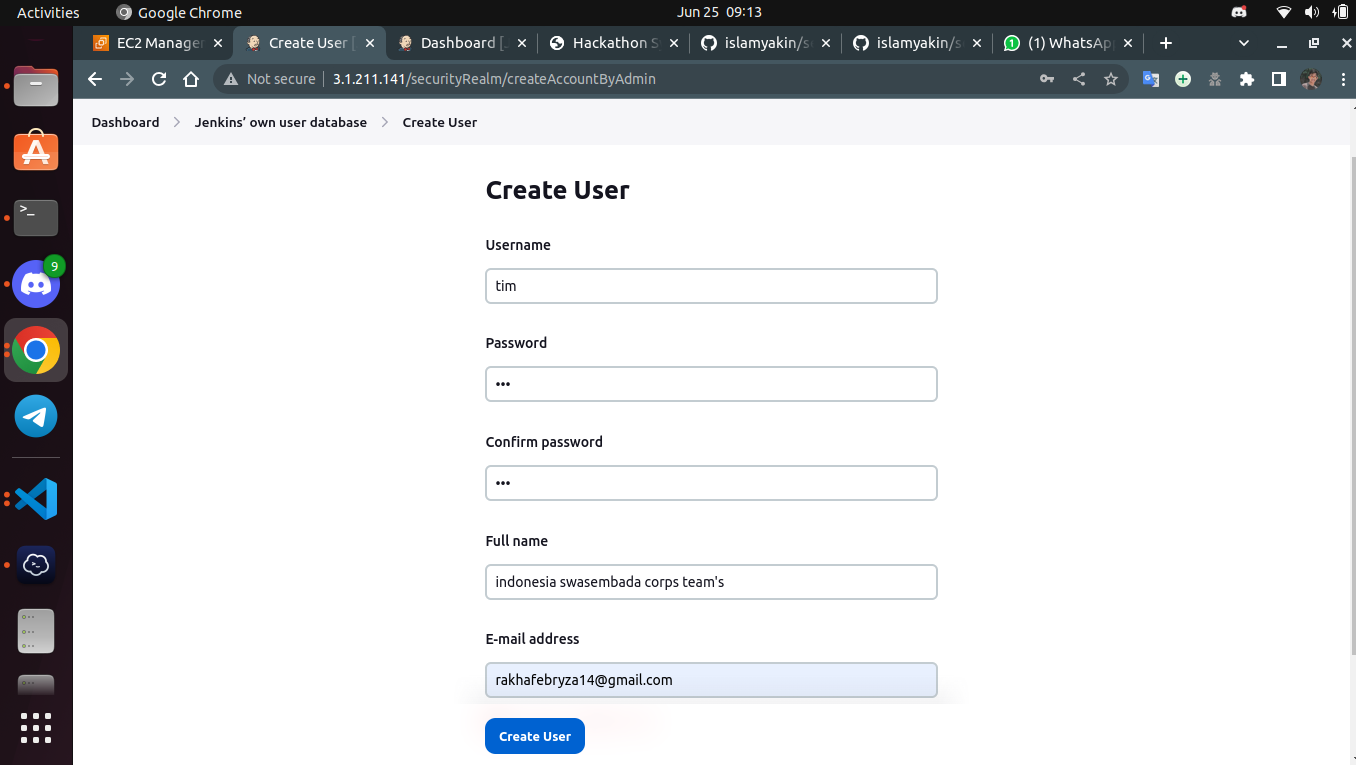 Activities
Google Chrome
Jun 25 09:13
EC2 Manager
Create User [
Dashboard [
Hackathon S
islamyakin/s
islamyakin/s
(1) WhatsAp
Not secure
3.1.211.141/securityRealm/createAccountByAdmin
Dashboard
Jenkins’ own user database
Create User
Create User
Username
tim
Password
•••
Confirm password
•••
Full name
indonesia swasembada corps team's
E-mail address
rakhafebryza14@gmail.com
Create User
9